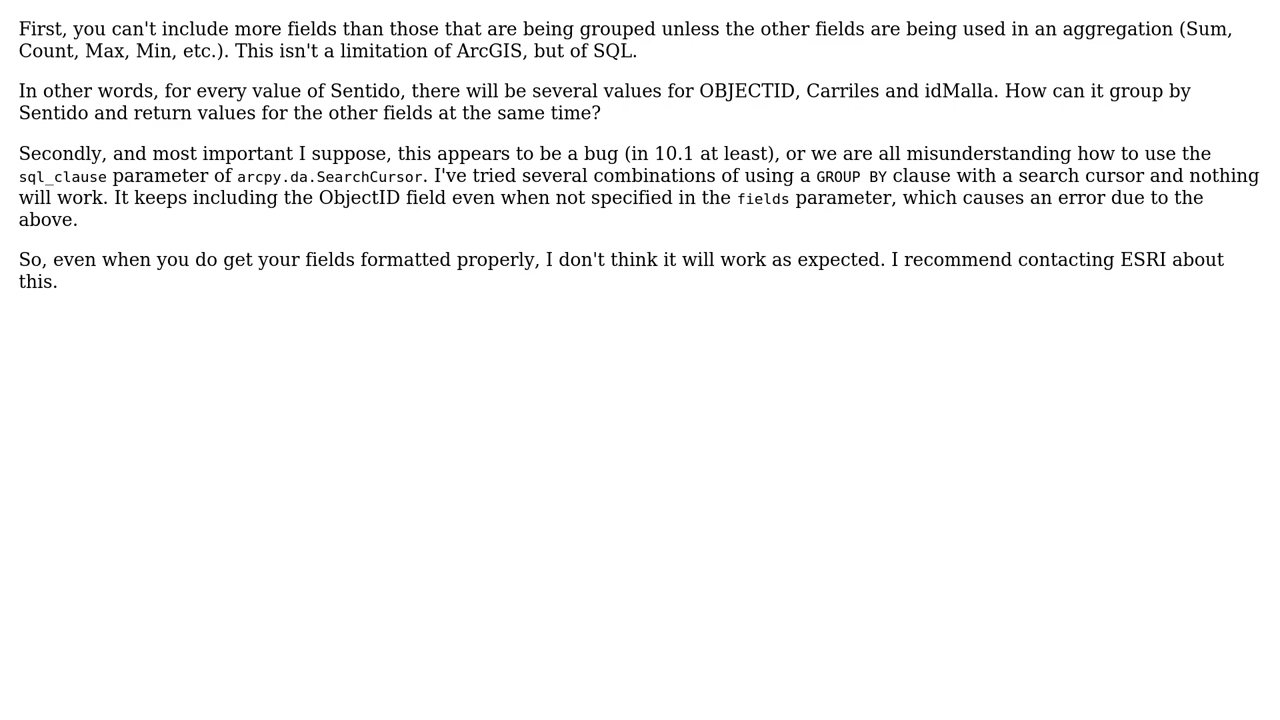 First, you can't include more fields than those that are being grouped unless the other fields are being used in an aggregation (Sum,
Count, Max, Min, etc.). This isn't a limitation of ArcGIS, but of SQL.
In other words, for every value of Sentido, there will be several values for OBJECTID, Carriles and idMalla. How can it group by
Sentido and return values for the other fields at the same time?
Secondly, and most important I suppose, this appears to be a bug (in 10.1 at least), or we are all misunderstanding how to use the
sql_clause parameter of arcpy.da.SearchCursor. I've tried several combinations of using a GROUP BY clause with a search cursor and nothing
will work. It keeps including the ObjectID field even when not specified in the fields parameter, which causes an error due to the
above.
So, even when you do get your fields formatted properly, I don't think it will work as expected. I recommend contacting ESRI about
this.